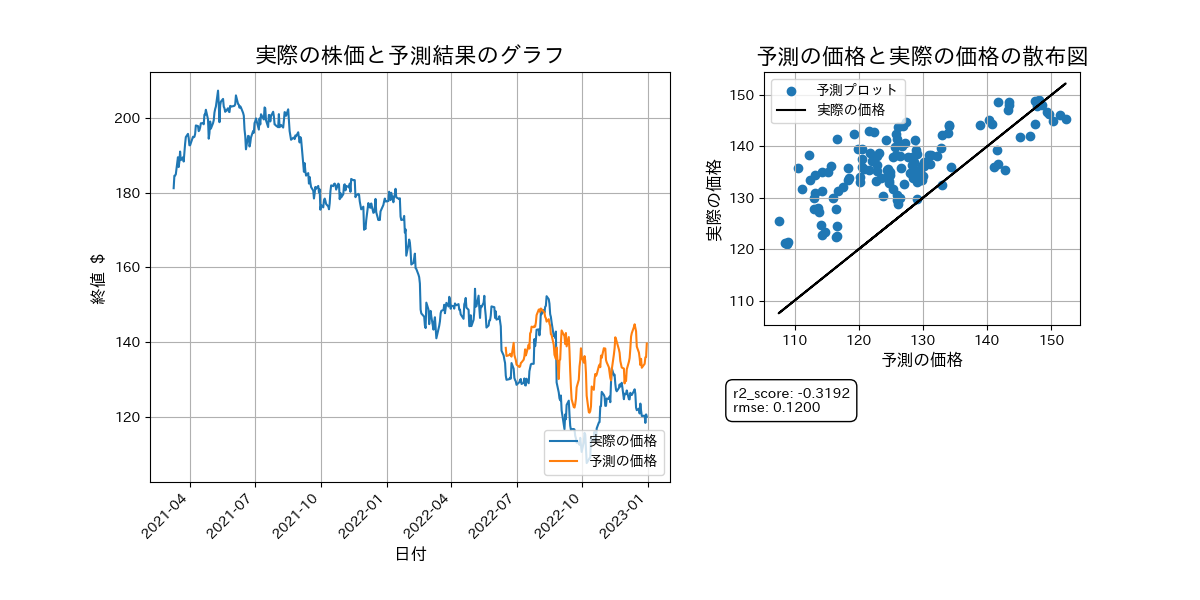 実際の株価と予測結果のグラフ
終値 $
200
180
160
140
120
2021-04
2021-07
2021-10
2022-01
2022-04
2022-07
2022-10
2023-01
日付
実際の価格
予測の価格
予測の価格と実際の価格の散布図
実際の価格
150
140
130
120
110
110
120
130
140
150
予測の価格
予測プロット
実際の価格
r2_score: -0.3192
rmse: 0.1200